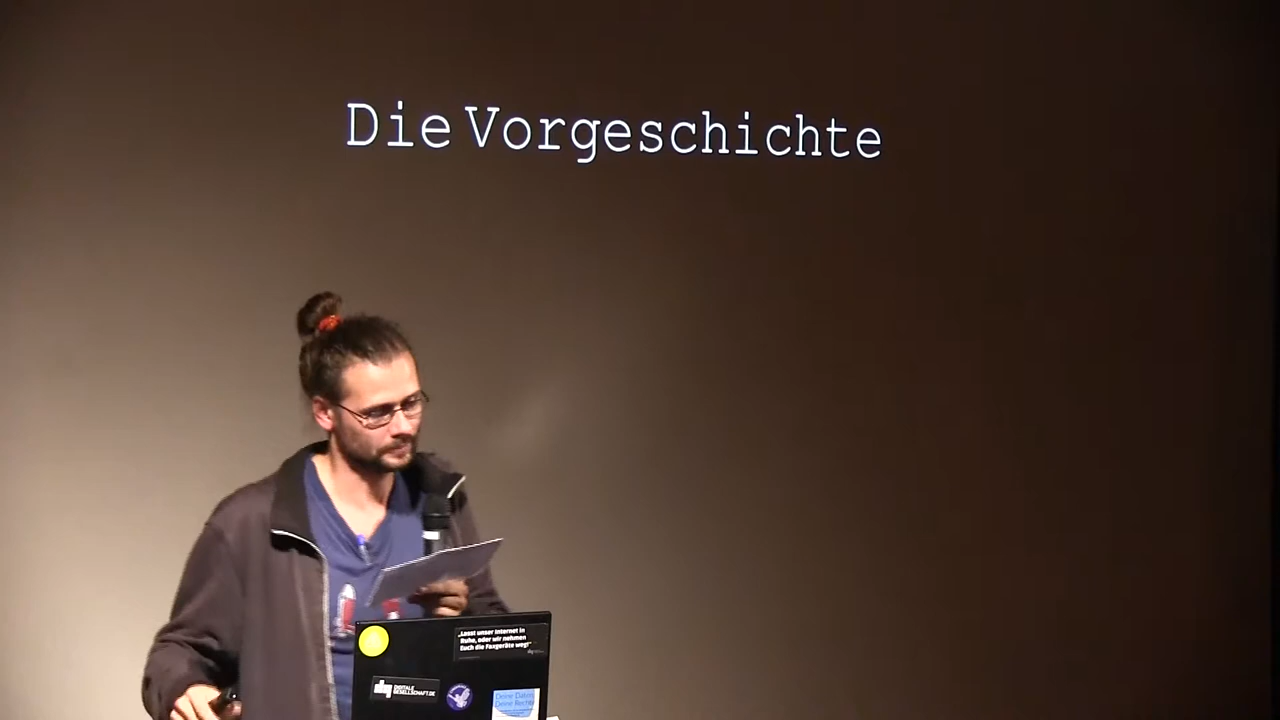 Die Vorgeschichte
„Lasst unser Internet in
Ruhe, oder wir nehmen
Euch die Faxgeräte weg!"
dg DIGITALE
GESELLSCHAFT.DE
Deine Daten
Deine Rechte